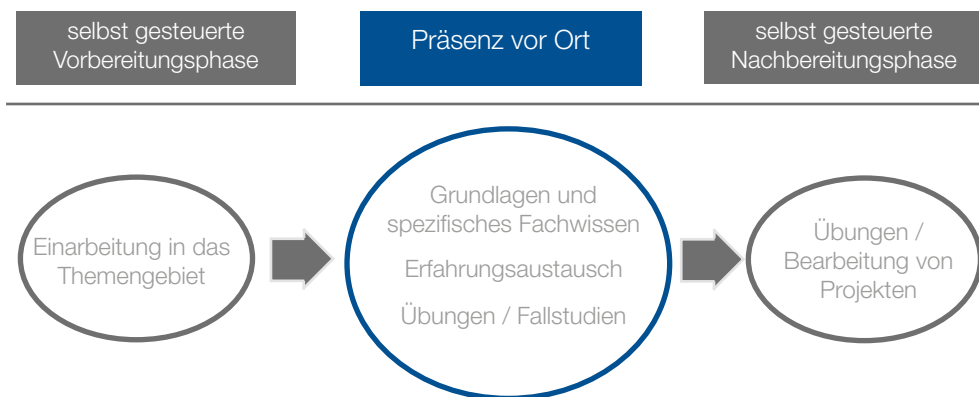 selbst gesteuerte
Vorbereitungsphase
Präsenz vor Ort
selbst gesteuerte
Nachbereitungsphase
Einarbeitung in das
Themengebiet
Grundlagen und
spezifisches Fachwissen
Erfahrungsaustausch
Übungen / Fallstudien
Übungen /
Bearbeitung von
Projekten